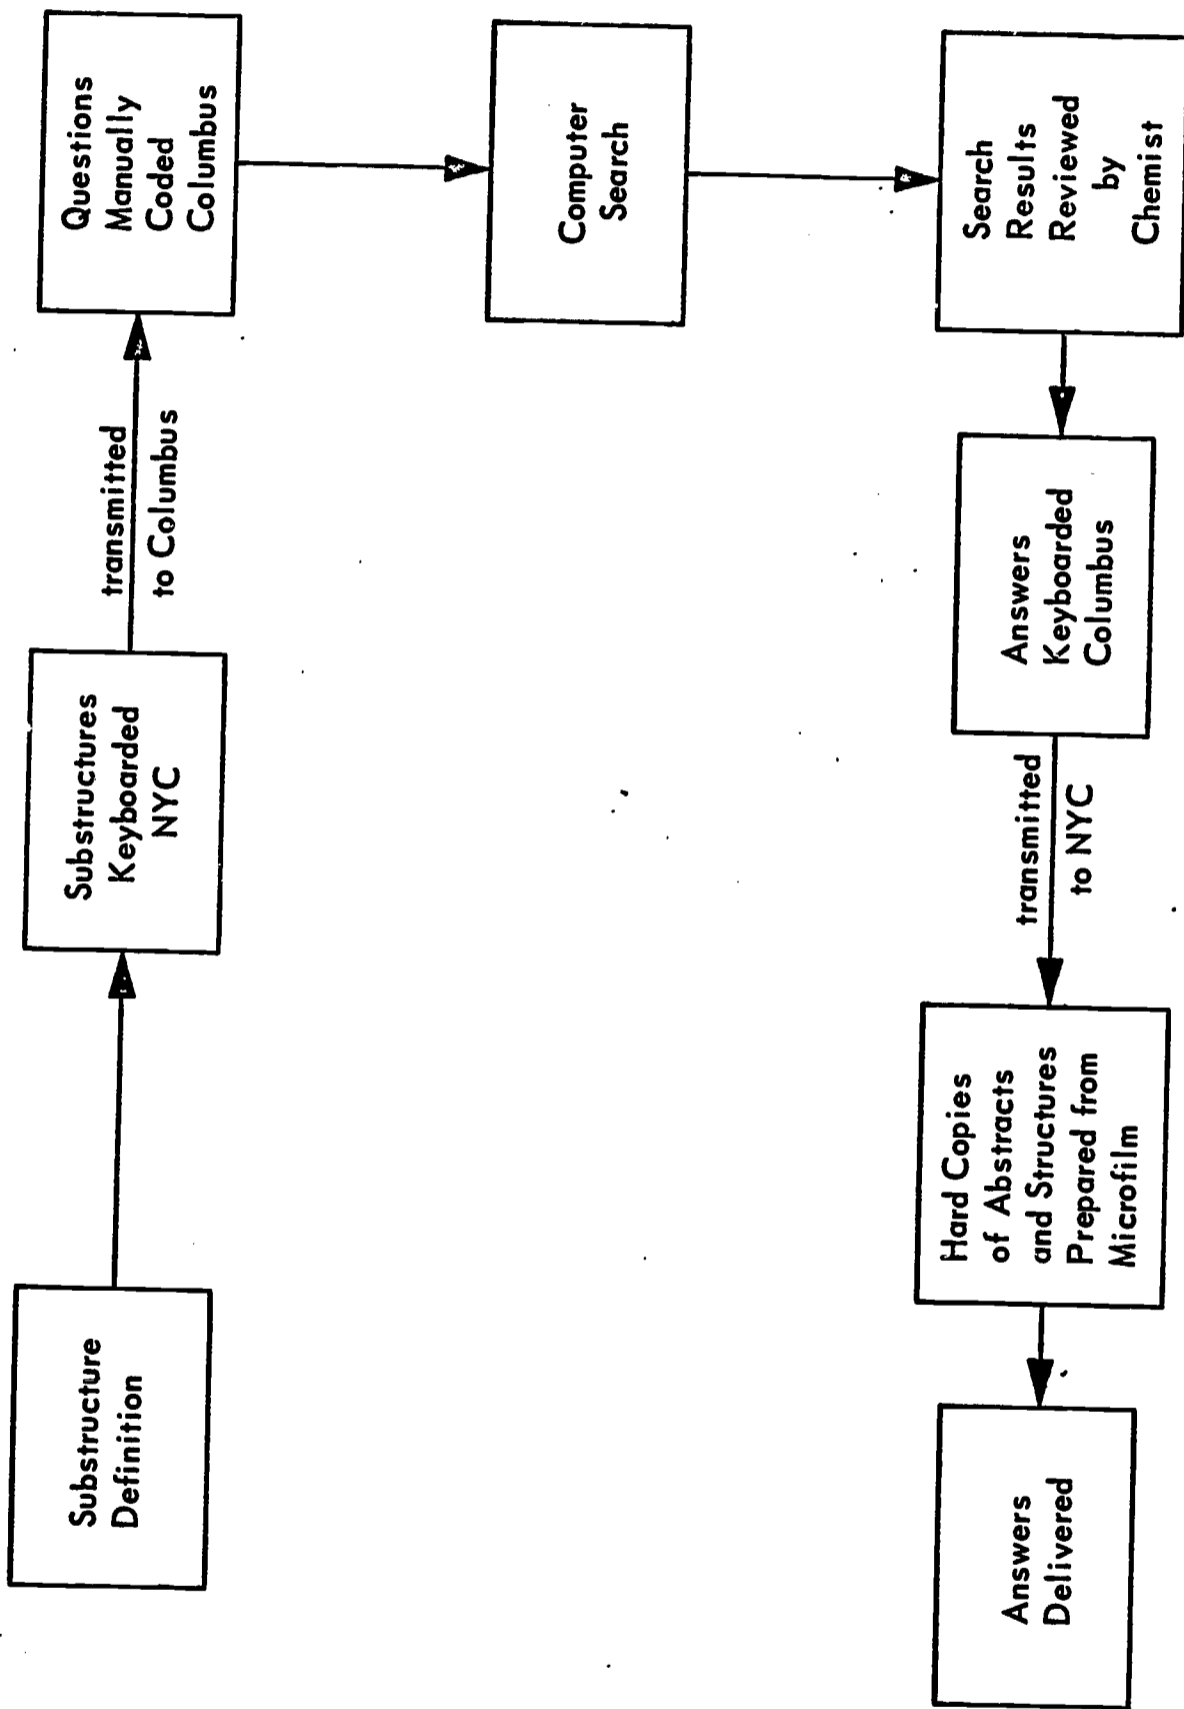 Substructure
Definition
Substructures
Keyboarded
NYC
transmitted
to Columbus
Questions
Manually
Coded
Columbus
Computer
Search
Search
Results
Reviewed
by
Chemist
Answers
Keyboarded
Columbus
transmitted
to NYC
Hard Copies
of Abstracts
and Structures
Prepared from
Microfilm
Answers
Delivered